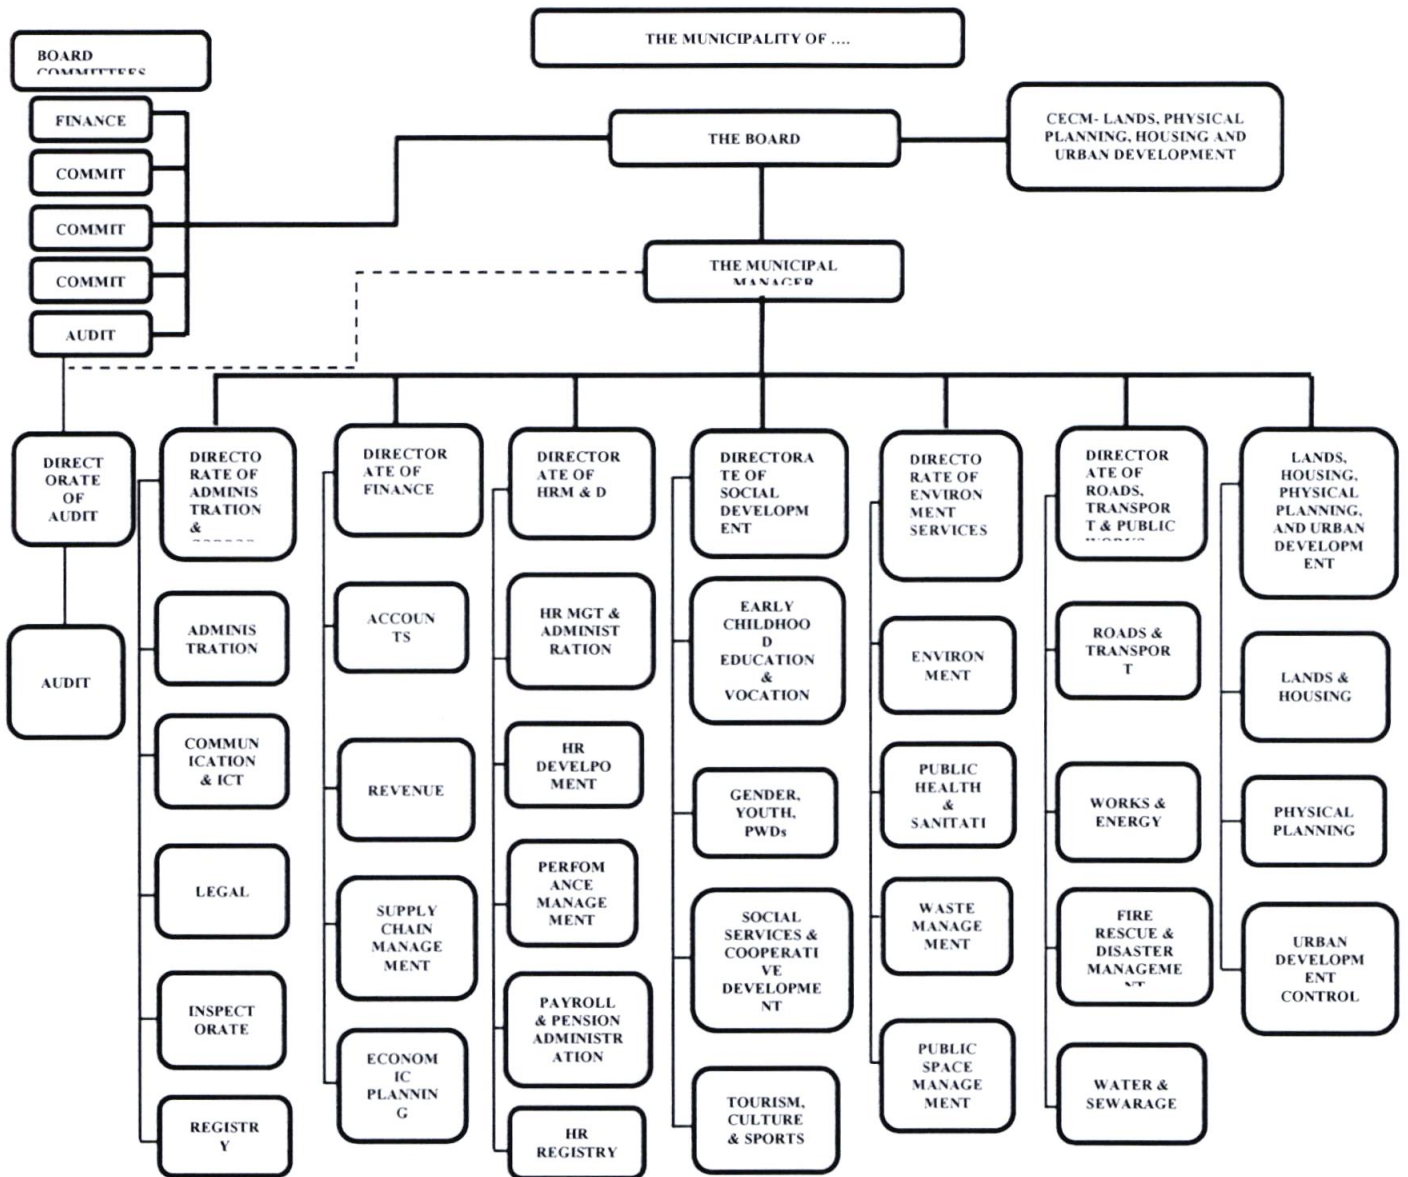 THE MUNICIPALITY OF ....
BOARD
COMMITTEES
FINANCE
COMMIT
COMMIT
COMMIT
AUDIT
THE BOARD
CECM- LANDS, PHYSICAL
PLANNING, HOUSING AND
URBAN DEVELOPMENT
THE MUNICIPAL
MANAGER
DIRECT
ORATE
OF
AUDIT
AUDIT
DIRECTO
RATE OF
ADMINIS
TRATION
&
ADMINIS
TRATION
COMMUN
ICATION
& ICT
LEGAL
INSPECT
ORATE
REGISTR
Y
DIRECTOR
ATE OF
FINANCE
ACCOUN
TS
REVENUE
SUPPLY
CHAIN
MANAGE
MENT
ECONOM
IC
PLANNIN
G
DIRECTOR
ATE OF
HRM & D
HR MGT &
ADMINIST
RATION
HR
DEVELPO
MENT
PERFOM
ANCE
MANAGE
MENT
PAYROLL
& PENSION
ADMINISTR
ATION
HR
REGISTRY
DIRECTORA
TE OF
SOCIAL
DEVELOPM
ENT
EARLY
CHILDHOO
D
EDUCATION
&
VOCATION
GENDER,
YOUTH,
PWDs
SOCIAL
SERVICES &
COOPERATI
VE
DEVELOPME
NT
TOURISM,
CULTURE
& SPORTS
DIRECTO
RATE OF
ENVIRON
MENT
SERVICES
ENVIRON
MENT
PUBLIC
HEALTH
&
SANITATI
WASTE
MANAGE
MENT
PUBLIC
SPACE
MANAGE
MENT
DIRECTOR
ATE OF
ROADS,
TRANSPOR
T & PUBLIC
WORKS
ROADS &
TRANSPOR
T
WORKS &
ENERGY
FIRE
RESCUE &
DISASTER
MANAGEME
NT
WATER &
SEWARAGE
LANDS,
HOUSING,
PHYSICAL
PLANNING,
AND URBAN
DEVELOPM
ENT
LANDS &
HOUSING
PHYSICAL
PLANNING
URBAN
DEVELOPM
ENT
CONTROL